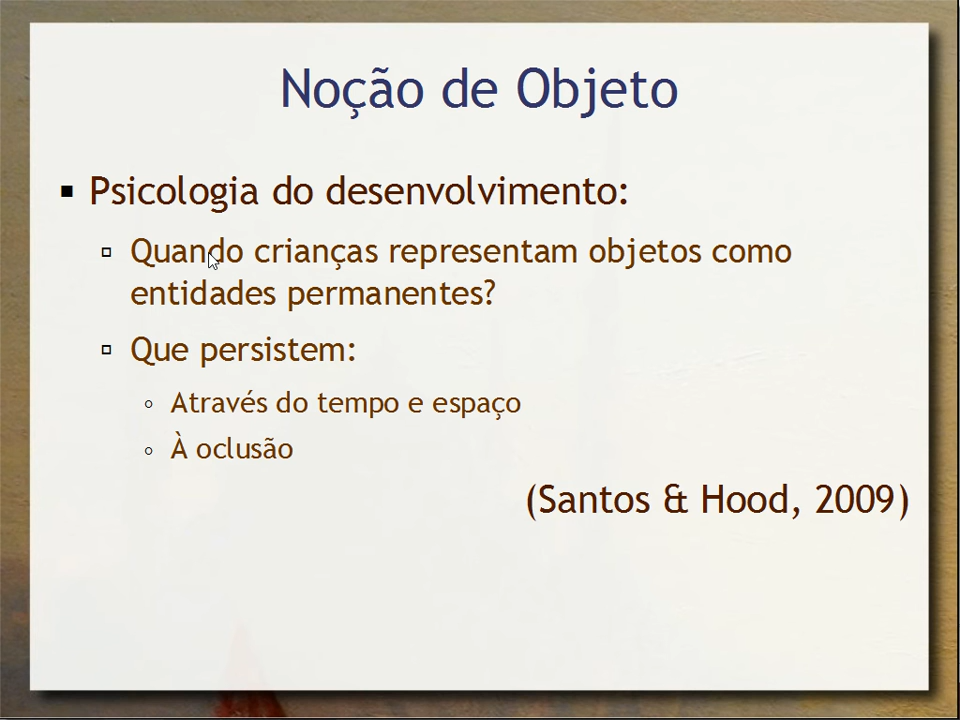 Noção de Objeto
Psicologia do desenvolvimento:
Quando crianças representam objetos como
entidades permanentes?
Que persistem:
Através do tempo e espaço
À oclusão
(Santos & Hood, 2009)